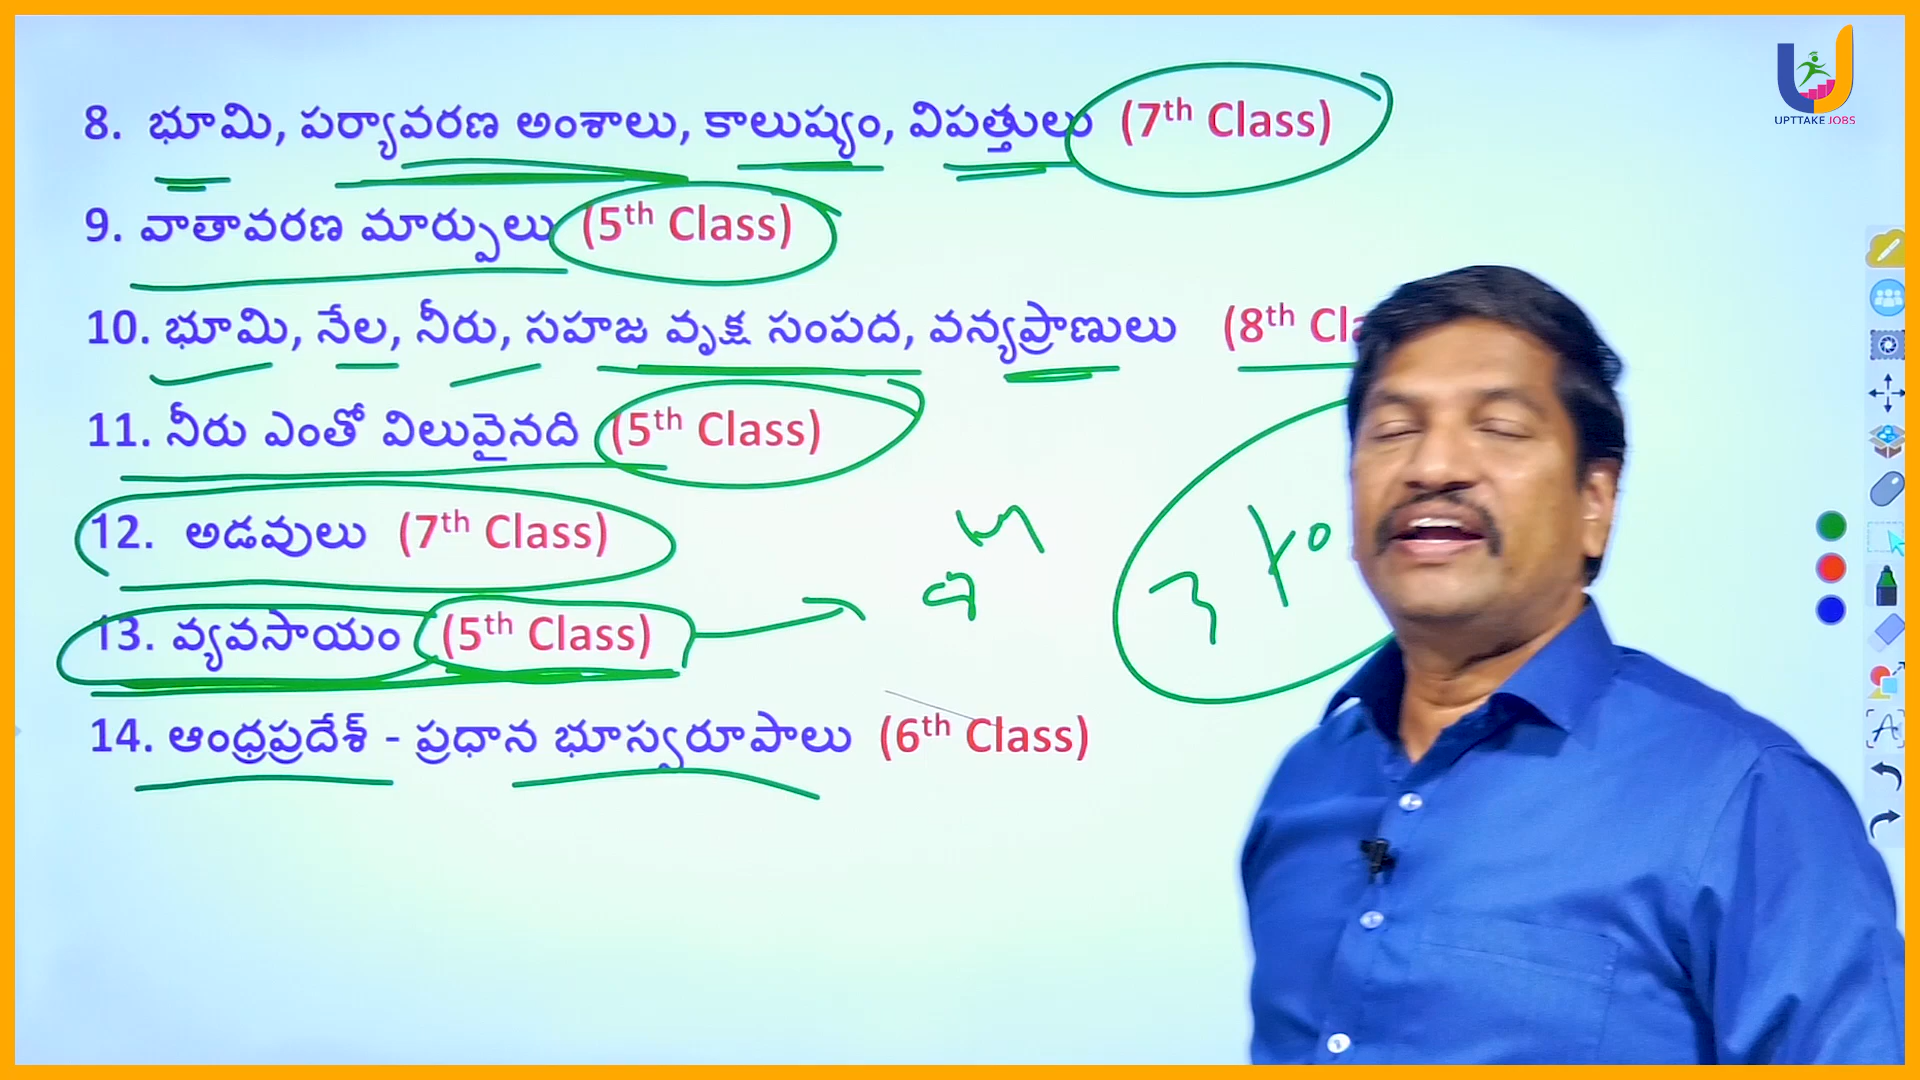 UPTTAKE JOBS
8. భూమి, పర్యావరణ అంశాలు, కాలుష్యం, విపత్తులు (7th Class)
9. వాతావరణ మార్పులు (5th Class)
10. భూమి, నేల, నీరు, సహజ వృక్ష సంపద, వన్యప్రాణులు (8th Cla
11. నీరు ఎంతో విలువైనది (5th Class)
12. అడవులు (7th Class)
13. వ్యవసాయం (5th Class)
14. ఆంధ్రప్రదేశ్ - ప్రధాన భూస్వరూపాలు (6th Class)